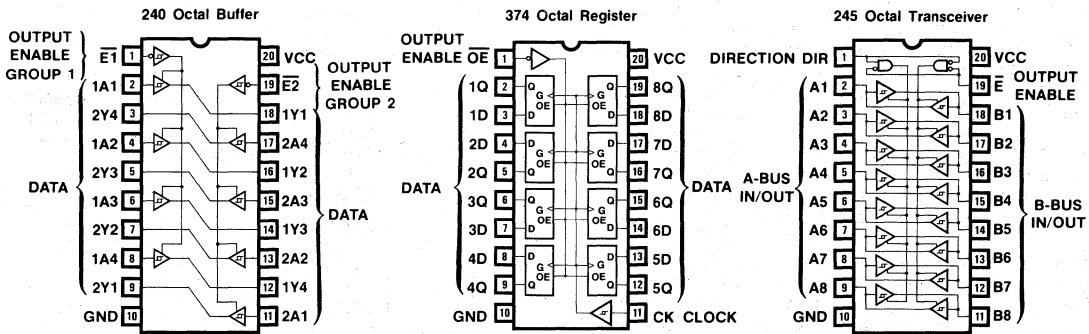 240 Octal Buffer
OUTPUT
ENABLE
GROUP 1
E1 1 20 VCC
1A1 2 19 E2
OUTPUT
ENABLE
GROUP 2
2Y4 3 18 1Y1
1A2 4 17 2A4
2Y3 5 16 1Y2
DATA
1A3 6 15 2A3
2Y2 7 14 1Y3
DATA
1A4 8 13 2A2
2Y1 9 12 1Y4
GND 10 11 2A1
374 Octal Register
OUTPUT
ENABLE OE 1 20 VCC
1Q 2 Q G OE D Q G OE D 19 8Q
1D 3 18 8D
2D 4 D G OE Q D G OE Q 17 7D
2Q 5 16 7Q
DATA
3Q 6 Q G OE D Q G OE D 15 6Q
DATA
3D 7 14 6D
4D 8 D G OE Q D G OE Q 13 5D
4Q 9 12 5Q
GND 10 11 CK CLOCK
245 Octal Transceiver
DIRECTION DIR 1 20 VCC
A1 2 19 E
OUTPUT
ENABLE
A2 3 18 B1
A3 4 17 B2
A4 5 16 B3
A-BUS
IN/OUT
A5 6 15 B4
A6 7 14 B5
B-BUS
IN/OUT
A7 8 13 B6
A8 9 12 B7
GND 10 11 B8